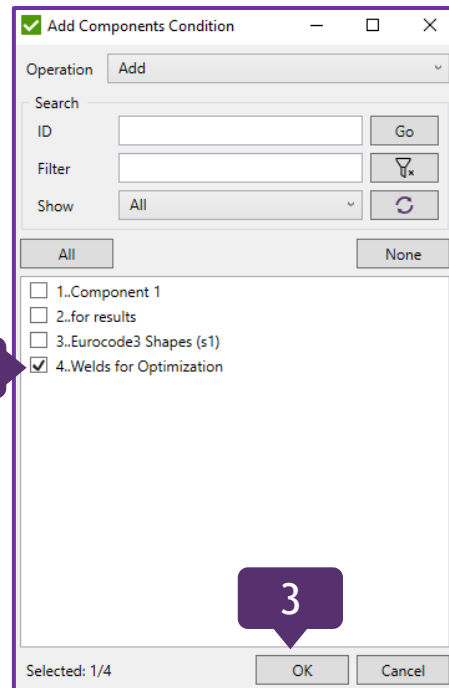 Add Components Condition
Operation Add
Search
ID Go
Filter
Show All
All None
1..Component 1
2..for results
3..Eurocode3 Shapes (s1)
4..Welds for Optimization
3
Selected: 1/4 OK Cancel